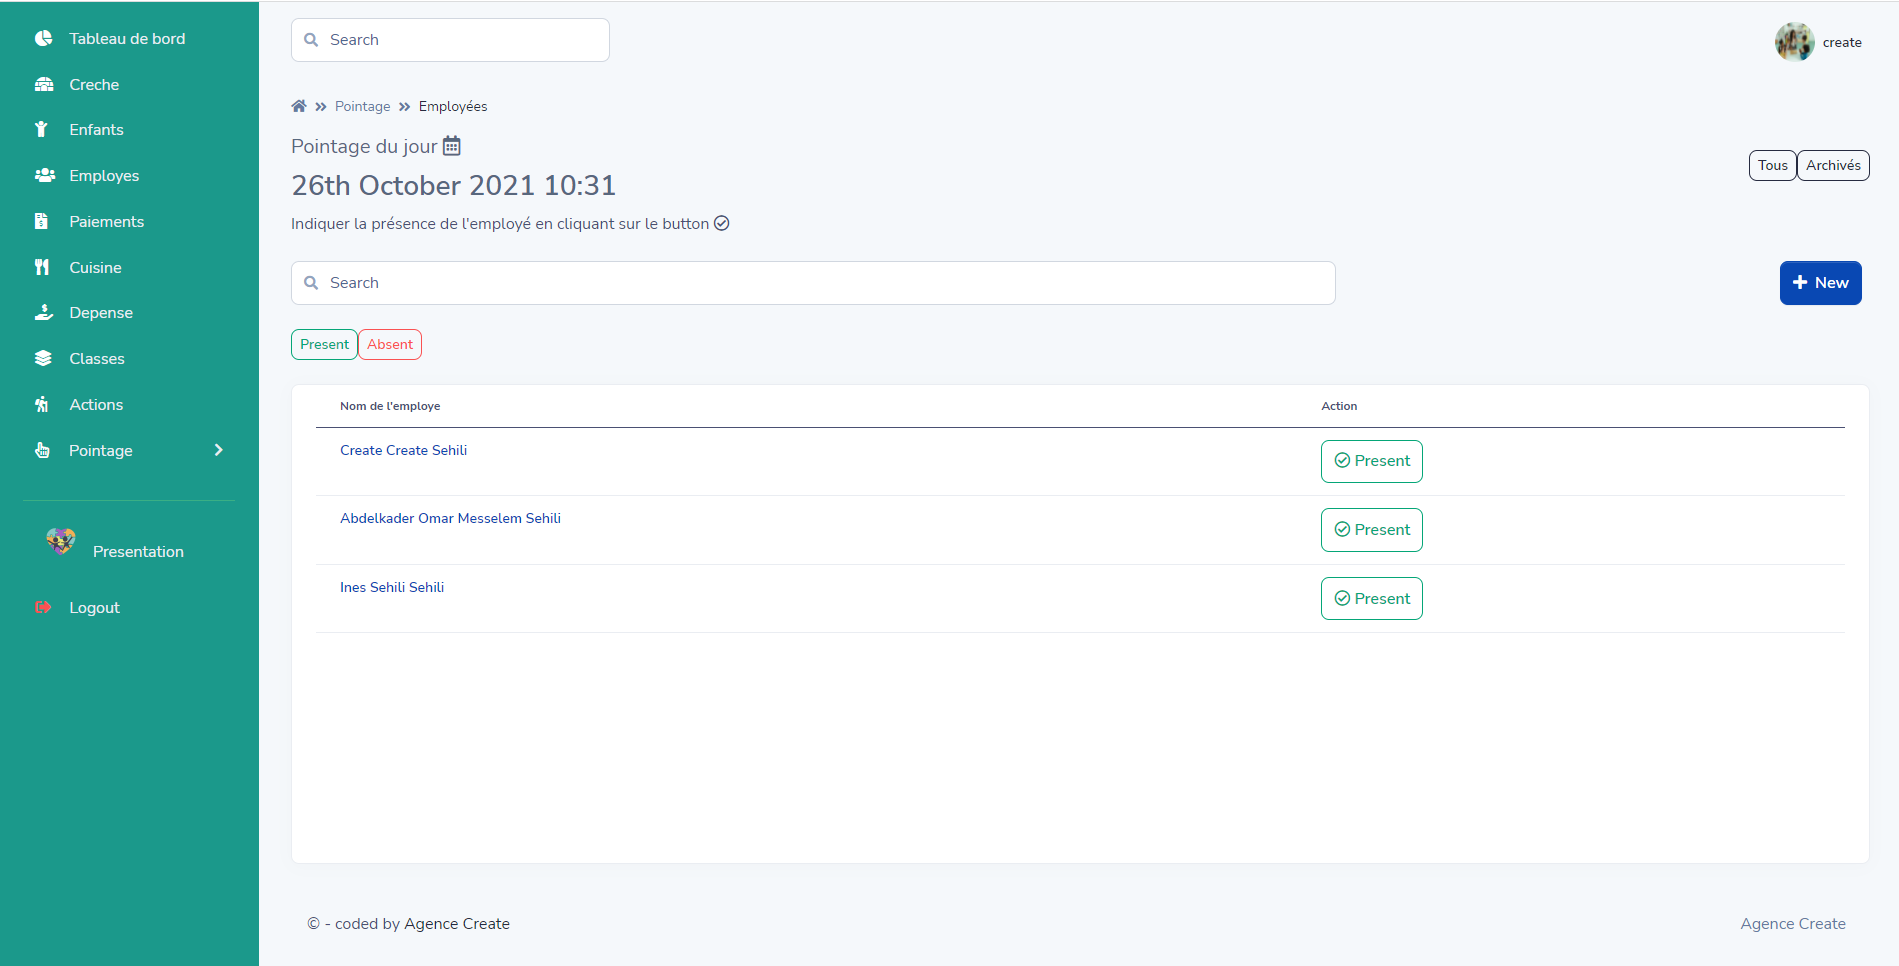 Tableau de bord
Creche
Enfants
Employes
Paiements
Cuisine
Depense
Classes
Actions
Pointage
Presentation
Logout
Search
create
Pointage Employées
Pointage du jour
26th October 2021 10:31
Indiquer la présence de l'employé en cliquant sur le button
Tous Archivés
Search
New
Present Absent
Nom de l'employe Action
Create Create Sehili Present
Abdelkader Omar Messelem Sehili Present
Ines Sehili Sehili Present
© - coded by Agence Create
Agence Create